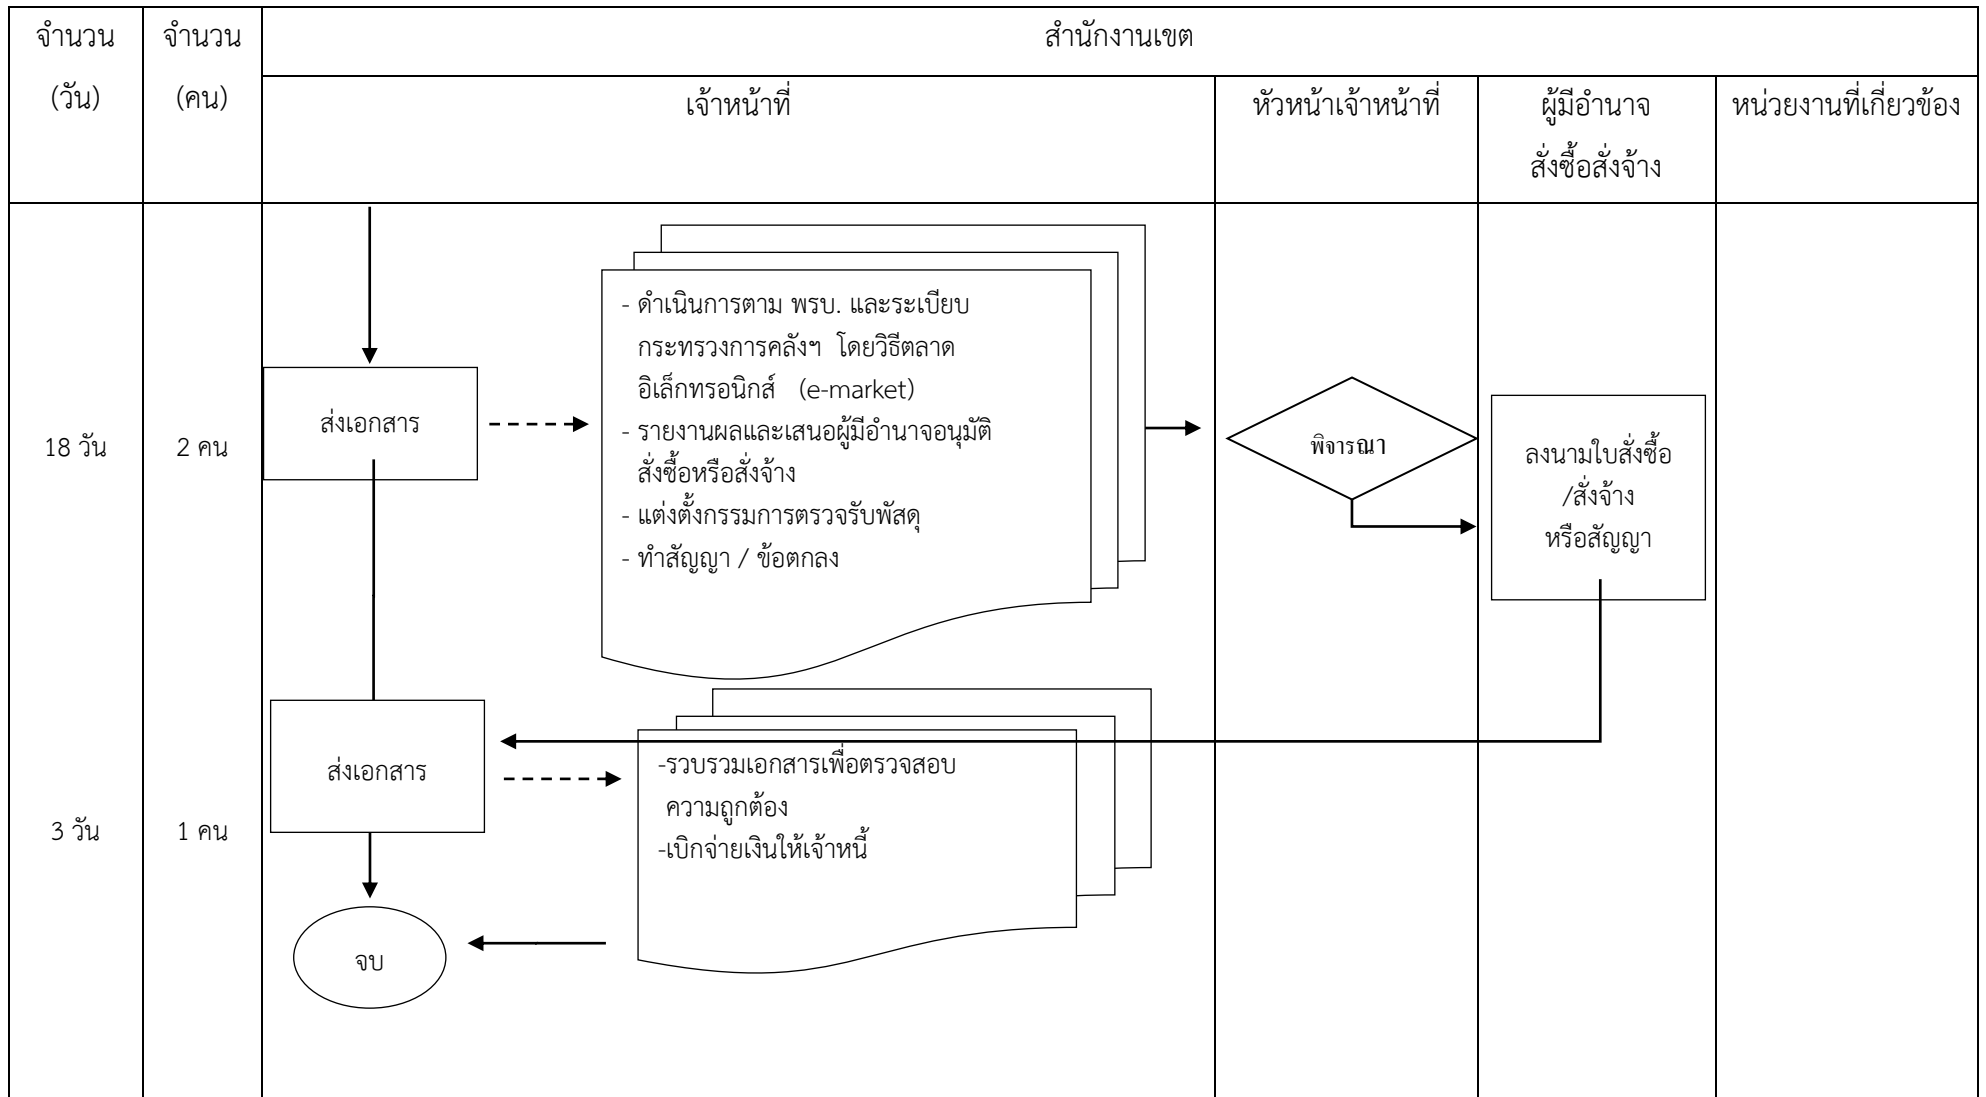 จำนวน
(วัน)
จำนวน
(คน)
สำนักงานเขต
เจ้าหน้าที่
หัวหน้าเจ้าหน้าที่
ผู้มีอำนาจ
สั่งซื้อสั่งจ้าง
หน่วยงานที่เกี่ยวข้อง
18 วัน
2 คน
ส่งเอกสาร
- ดำเนินการตาม พรบ. และระเบียบ
กระทรวงการคลังฯ โดยวิธีตลาด
อิเล็กทรอนิกส์ (e-market)
- รายงานผลและเสนอผู้มีอำนาจอนุมัติ
สั่งซื้อหรือสั่งจ้าง
- แต่งตั้งกรรมการตรวจรับพัสดุ
- ทำสัญญา / ข้อตกลง
พิจารณา
ลงนามใบสั่งซื้อ
/สั่งจ้าง
หรือสัญญา
3 วัน
1 คน
ส่งเอกสาร
-รวบรวมเอกสารเพื่อตรวจสอบ
ความถูกต้อง
-เบิกจ่ายเงินให้เจ้าหนี้
จบ